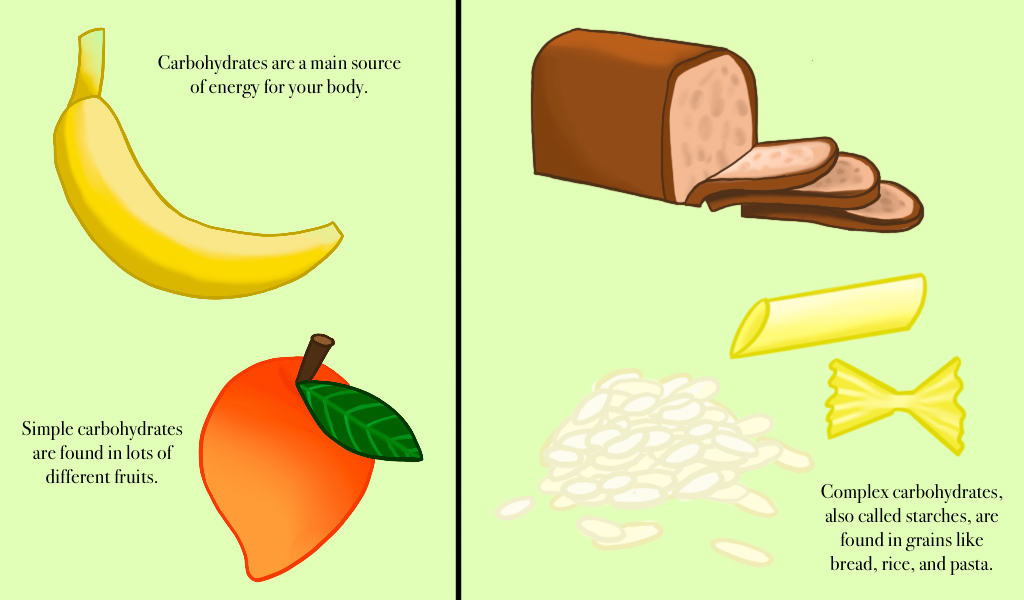 Carbohydrates are a main source
of energy for your body.
Simple carbohydrates
are found in lots of
different fruits.
Complex carbohydrates,
also called starches, are
found in grains like
bread, rice, and pasta.